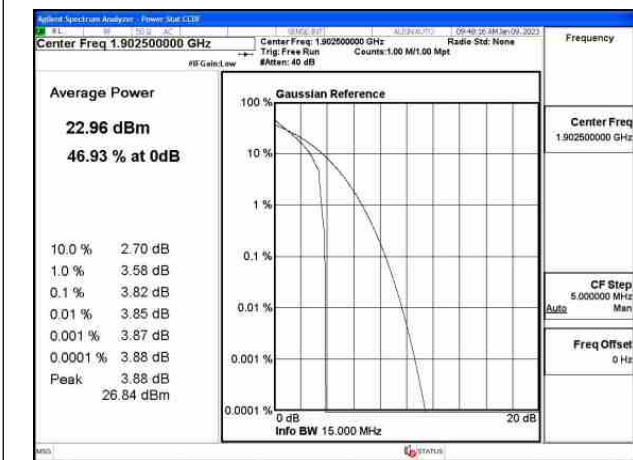 Agilent Spectrum Analyzer - Power Stat CCDF
RL RF 50 Ω AC SENSE:INT ALIGN AUTO 09:48:16 AM Jan 09, 2023
Center Freq 1.902500000 GHz
Center Freq: 1.902500000 GHz
Radio Std: None
Trig: Free Run Counts:1.00 M/1.00 Mpt
#IFGain:Low
#Atten: 40 dB
Frequency
Average Power
22.96 dBm
46.93 % at 0dB
10.0 % 2.70 dB
1.0 % 3.58 dB
0.1 % 3.82 dB
0.01 % 3.85 dB
0.001 % 3.87 dB
0.0001 % 3.88 dB
Peak 3.88 dB
26.84 dBm
Gaussian Reference
100 %
10 %
1 %
0.1 %
0.01 %
0.001 %
0.0001 %
0 dB
20 dB
Info BW 15.000 MHz
Center Freq
1.902500000 GHz
CF Step
5.000000 MHz
Auto Man
Freq Offset
0 Hz
MSG
STATUS